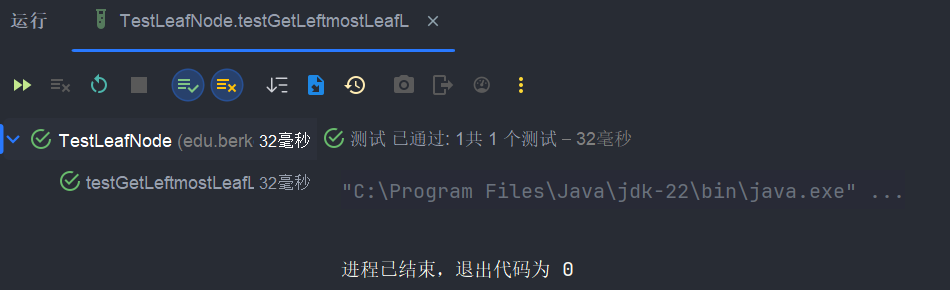 运行
TestLeafNode.testGetLeftmostLeafL
TestLeafNode (edu.berk 32毫秒
测试 已通过: 1共 1 个测试 – 32毫秒
testGetLeftmostLeafL 32毫秒
"C:\Program Files\Java\jdk-22\bin\java.exe" ...
进程已结束，退出代码为 0